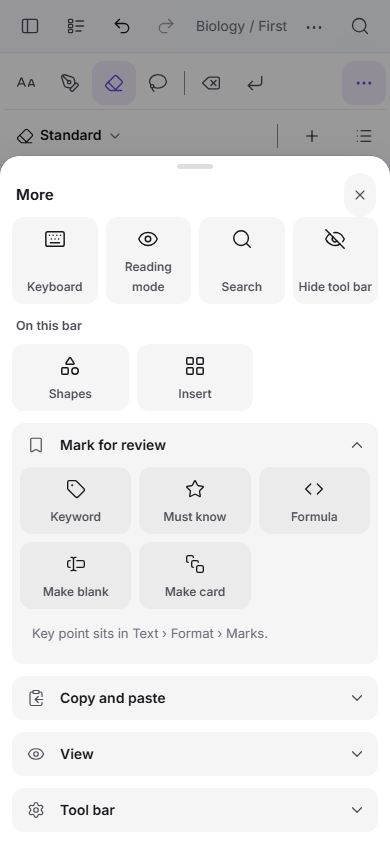 Biology / First
AA
Standard
More
Keyboard
Reading
mode
Search
Hide tool bar
On this bar
Shapes
Insert
Mark for review
Keyword
Must know
Formula
Make blank
Make card
Key point sits in Text › Format › Marks.
Copy and paste
View
Tool bar